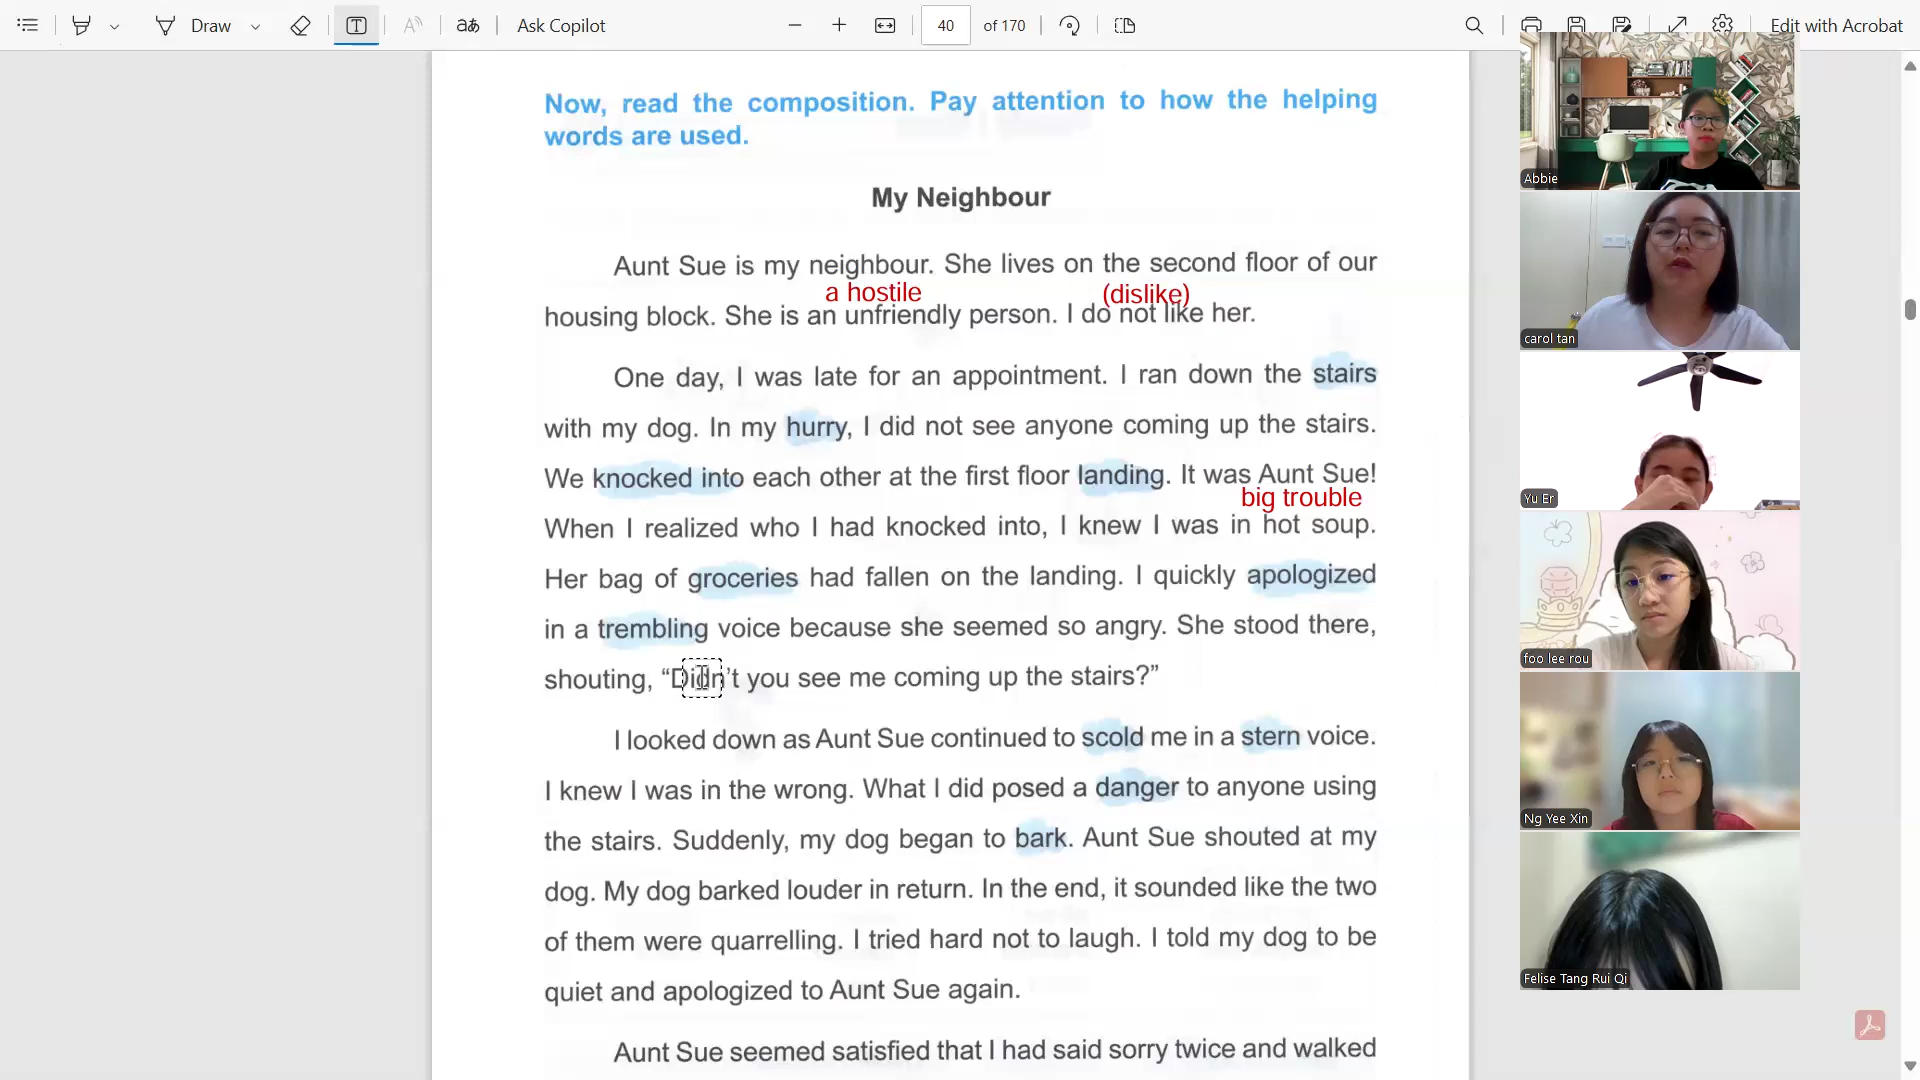 Draw
Ask Copilot
40 of 170
Edit with Acrobat
Now, read the composition. Pay attention to how the helping
words are used.
My Neighbour
Aunt Sue is my neighbour. She lives on the second floor of our
a hostile (dislike)
housing block. She is an unfriendly person. I do not like her.
One day, I was late for an appointment. I ran down the stairs
with my dog. In my hurry, I did not see anyone coming up the stairs.
We knocked into each other at the first floor landing. It was Aunt Sue!
big trouble
When I realized who I had knocked into, I knew I was in hot soup.
Her bag of groceries had fallen on the landing. I quickly apologized
in a trembling voice because she seemed so angry. She stood there,
shouting, “Didn’t you see me coming up the stairs?”
I looked down as Aunt Sue continued to scold me in a stern voice.
I knew I was in the wrong. What I did posed a danger to anyone using
the stairs. Suddenly, my dog began to bark. Aunt Sue shouted at my
dog. My dog barked louder in return. In the end, it sounded like the two
of them were quarrelling. I tried hard not to laugh. I told my dog to be
quiet and apologized to Aunt Sue again.
Aunt Sue seemed satisfied that I had said sorry twice and walked
Abbie
carol tan
Yu Er
foo lee rou
Ng Yee Xin
Felise Tang Rui Qi